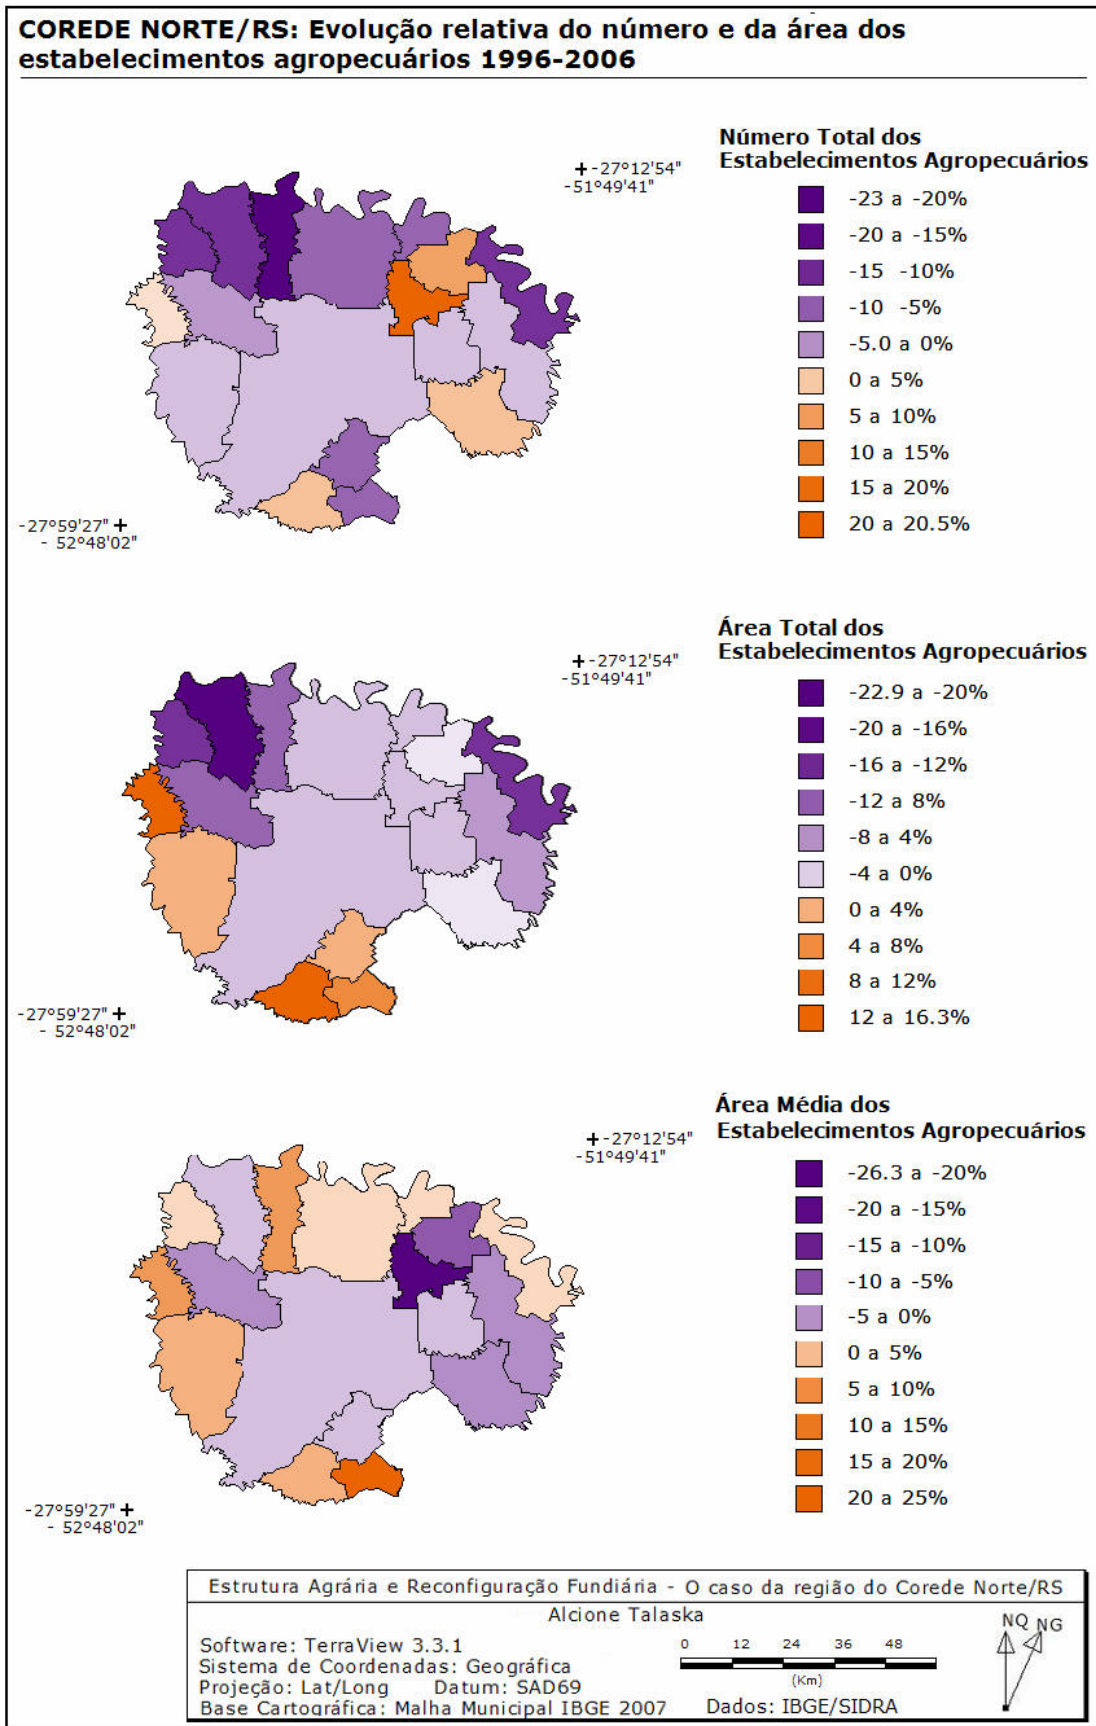 COREDE NORTE/RS: Evolução relativa do número e da área dos
estabelecimentos agropecuários 1996-2006
Número Total dos
Estabelecimentos Agropecuários
-27°12'54"
-51°49'41"
-23 a -20%
-20 a -15%
-15 -10%
-10 -5%
-5.0 a 0%
0 a 5%
5 a 10%
10 a 15%
15 a 20%
20 a 20.5%
-27°59'27"
- 52°48'02"
Área Total dos
Estabelecimentos Agropecuários
-27°12'54"
-51°49'41"
-22.9 a -20%
-20 a -16%
-16 a -12%
-12 a 8%
-8 a 4%
-4 a 0%
0 a 4%
4 a 8%
8 a 12%
12 a 16.3%
-27°59'27"
- 52°48'02"
Área Média dos
Estabelecimentos Agropecuários
-27°12'54"
-51°49'41"
-26.3 a -20%
-20 a -15%
-15 a -10%
-10 a -5%
-5 a 0%
0 a 5%
5 a 10%
10 a 15%
15 a 20%
20 a 25%
-27°59'27"
- 52°48'02"
Estrutura Agrária e Reconfiguração Fundiária - O caso da região do Corede Norte/RS
Alcione Talaska
NQ NG
Software: TerraView 3.3.1
0 12 24 36 48
(Km)
Sistema de Coordenadas: Geográfica
Projeção: Lat/Long Datum: SAD69
Base Cartográfica: Malha Municipal IBGE 2007 Dados: IBGE/SIDRA